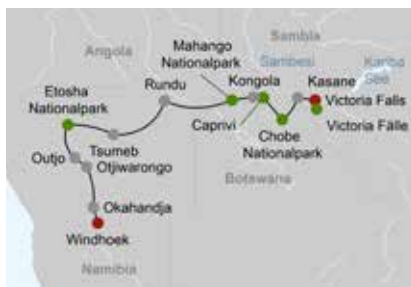 Sambia
Angola
Mahango
Nationalpark
Sambesi
Kariba
See
Etosha
Nationalpark
Rundu
Kongola
Kasane
Victoria Falls
Caprivi
Victoria Fälle
Chobe
Nationalpark
Tsumeb
Outjo
Otjiwarongo
Botswana
Okahandja
Windhoek
Namibia